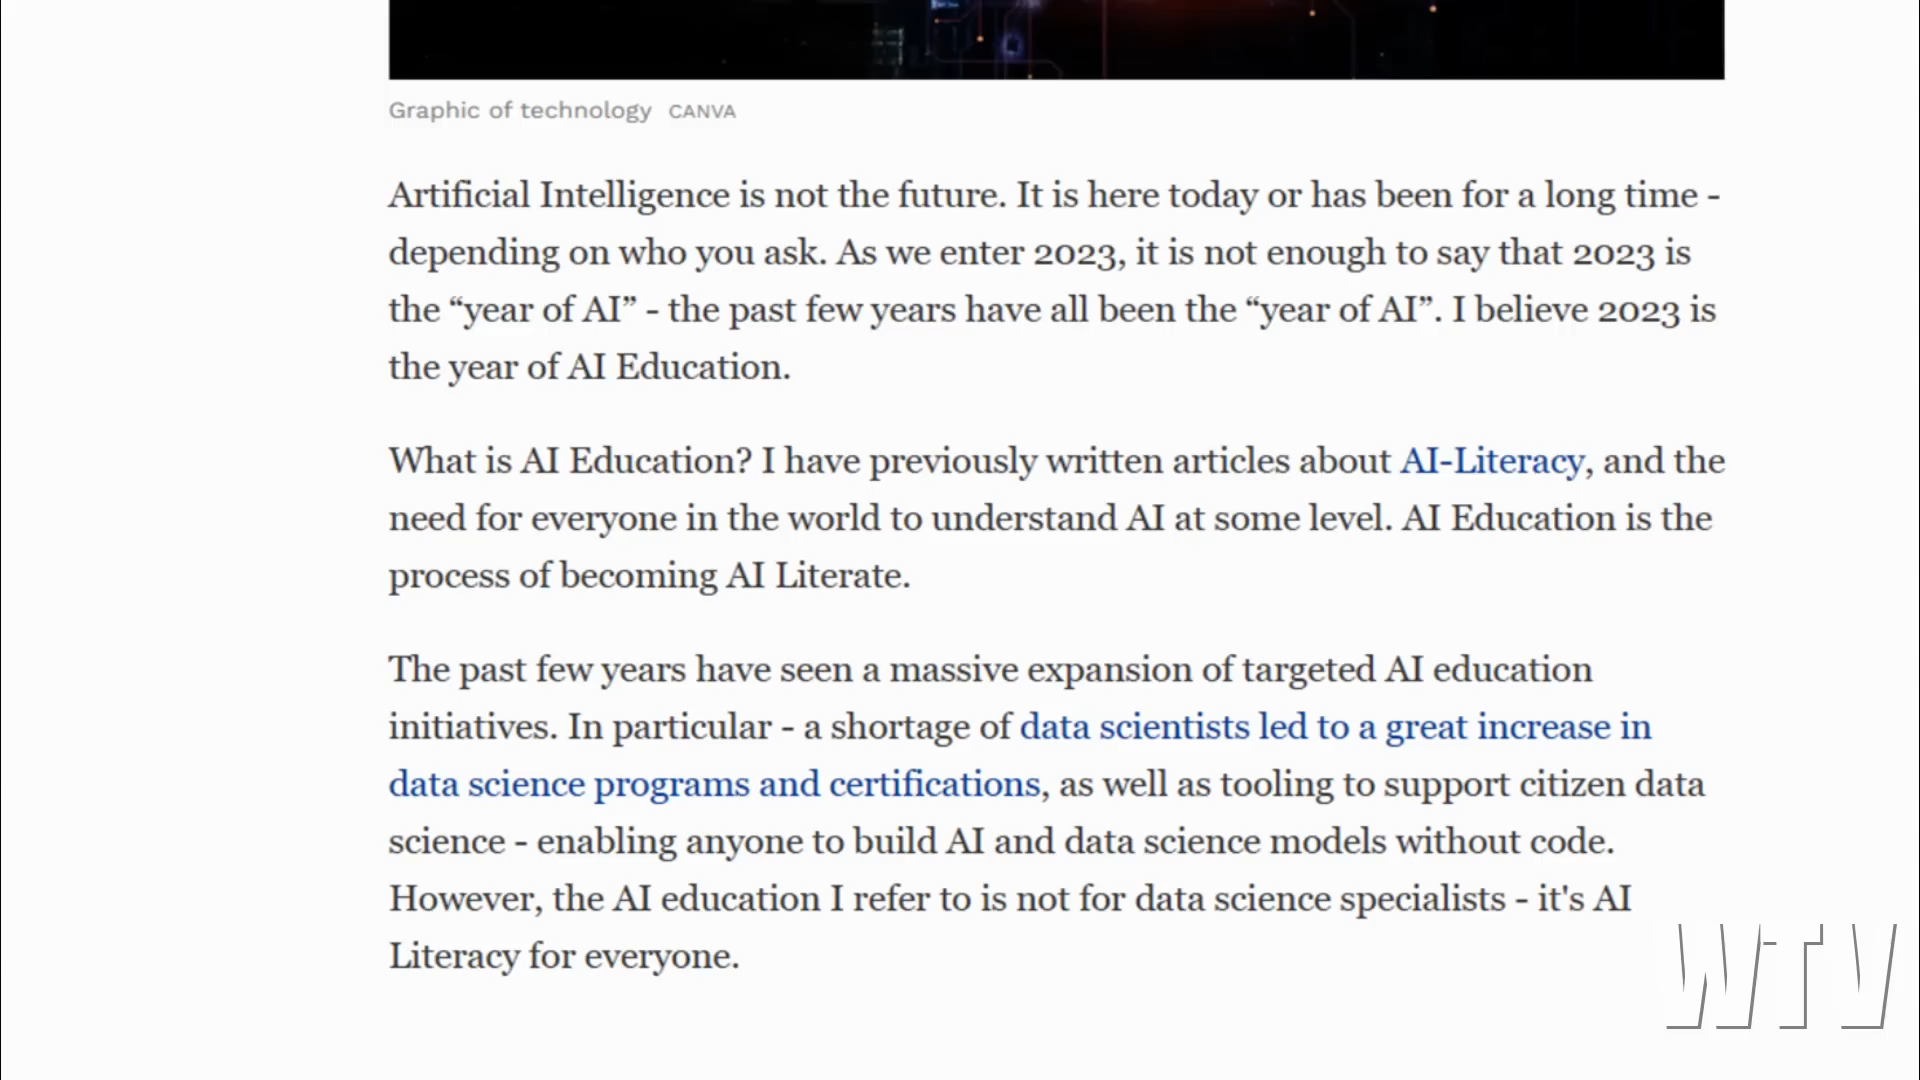 Graphic of technology CANVA
Artificial Intelligence is not the future. It is here today or has been for a long time -
depending on who you ask. As we enter 2023, it is not enough to say that 2023 is
the “year of AI” - the past few years have all been the “year of AI”. I believe 2023 is
the year of AI Education.
What is AI Education? I have previously written articles about AI-Literacy, and the
need for everyone in the world to understand AI at some level. AI Education is the
process of becoming AI Literate.
The past few years have seen a massive expansion of targeted AI education
initiatives. In particular - a shortage of data scientists led to a great increase in
data science programs and certifications, as well as tooling to support citizen data
science - enabling anyone to build AI and data science models without code.
However, the AI education I refer to is not for data science specialists - it's AI
Literacy for everyone.
WTV